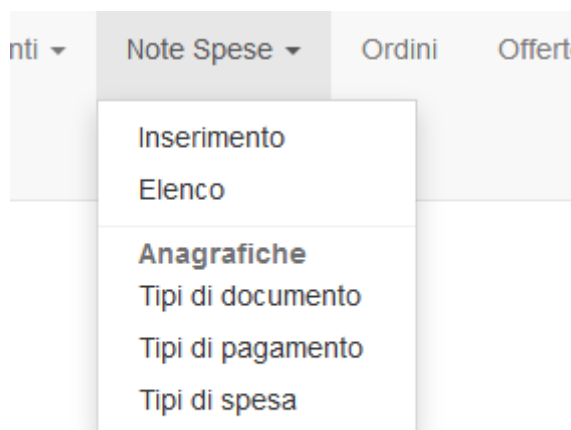 nti Note Spese Ordini Offert
Inserimento
Elenco
Anagrafiche
Tipi di documento
Tipi di pagamento
Tipi di spesa